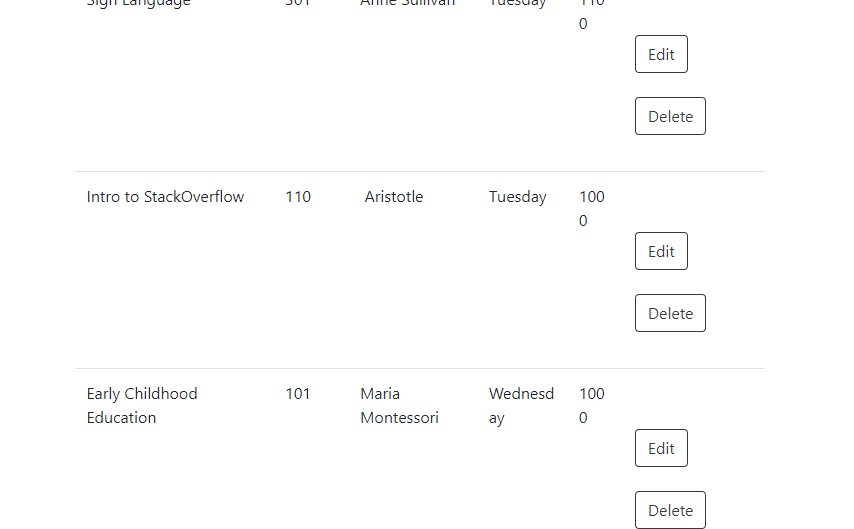 Sign Language 301 Anne Sullivan Tuesday 110
0
Edit
Delete
Intro to StackOverflow 110 Aristotle Tuesday 100
0
Edit
Delete
Early Childhood 101 Maria Wednesd 100
Education Montessori ay 0
Edit
Delete